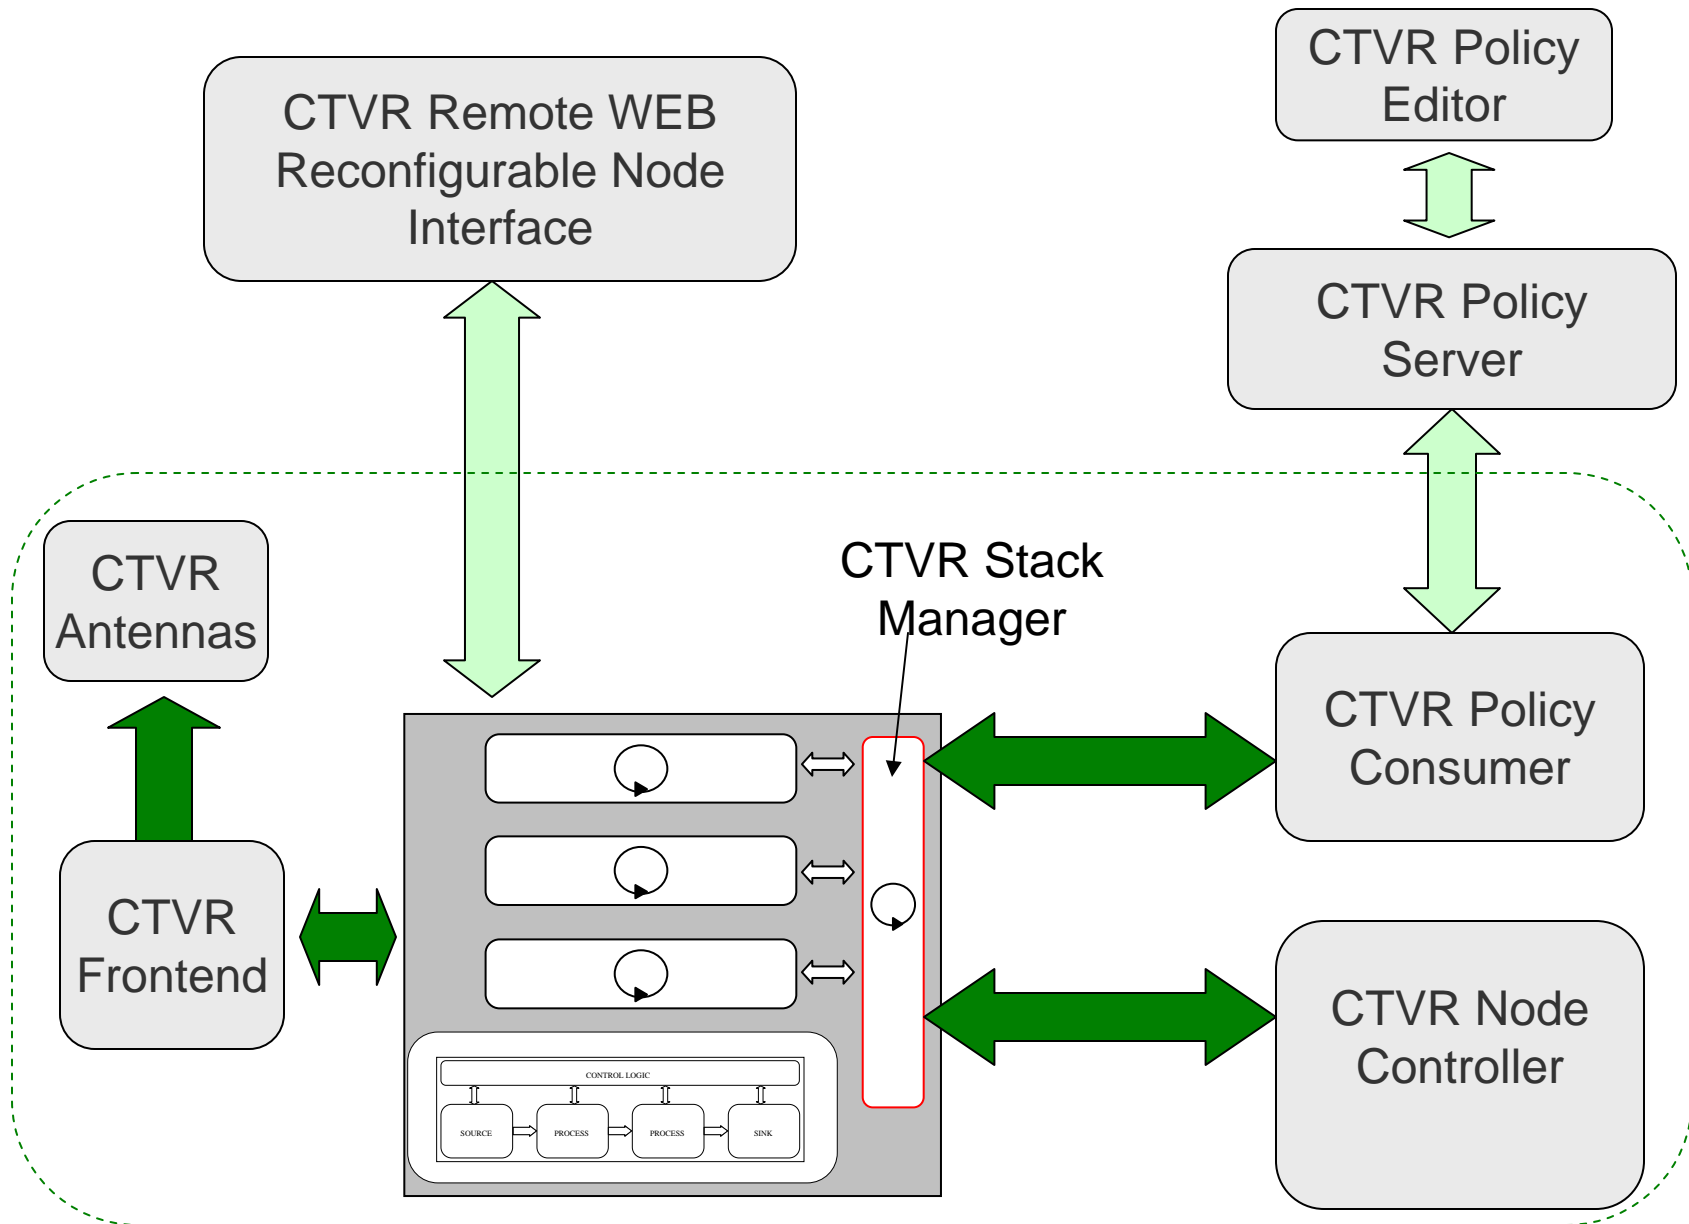 CTVR Policy
Editor
CTVR Remote WEB
Reconfigurable Node
Interface
CTVR Policy
Server
CTVR
Antennas
CTVR Stack
Manager
CTVR Policy
Consumer
CTVR
Frontend
CTVR Node
Controller
CONTROL LOGIC
SOURCE
PROCESS
PROCESS
SINK